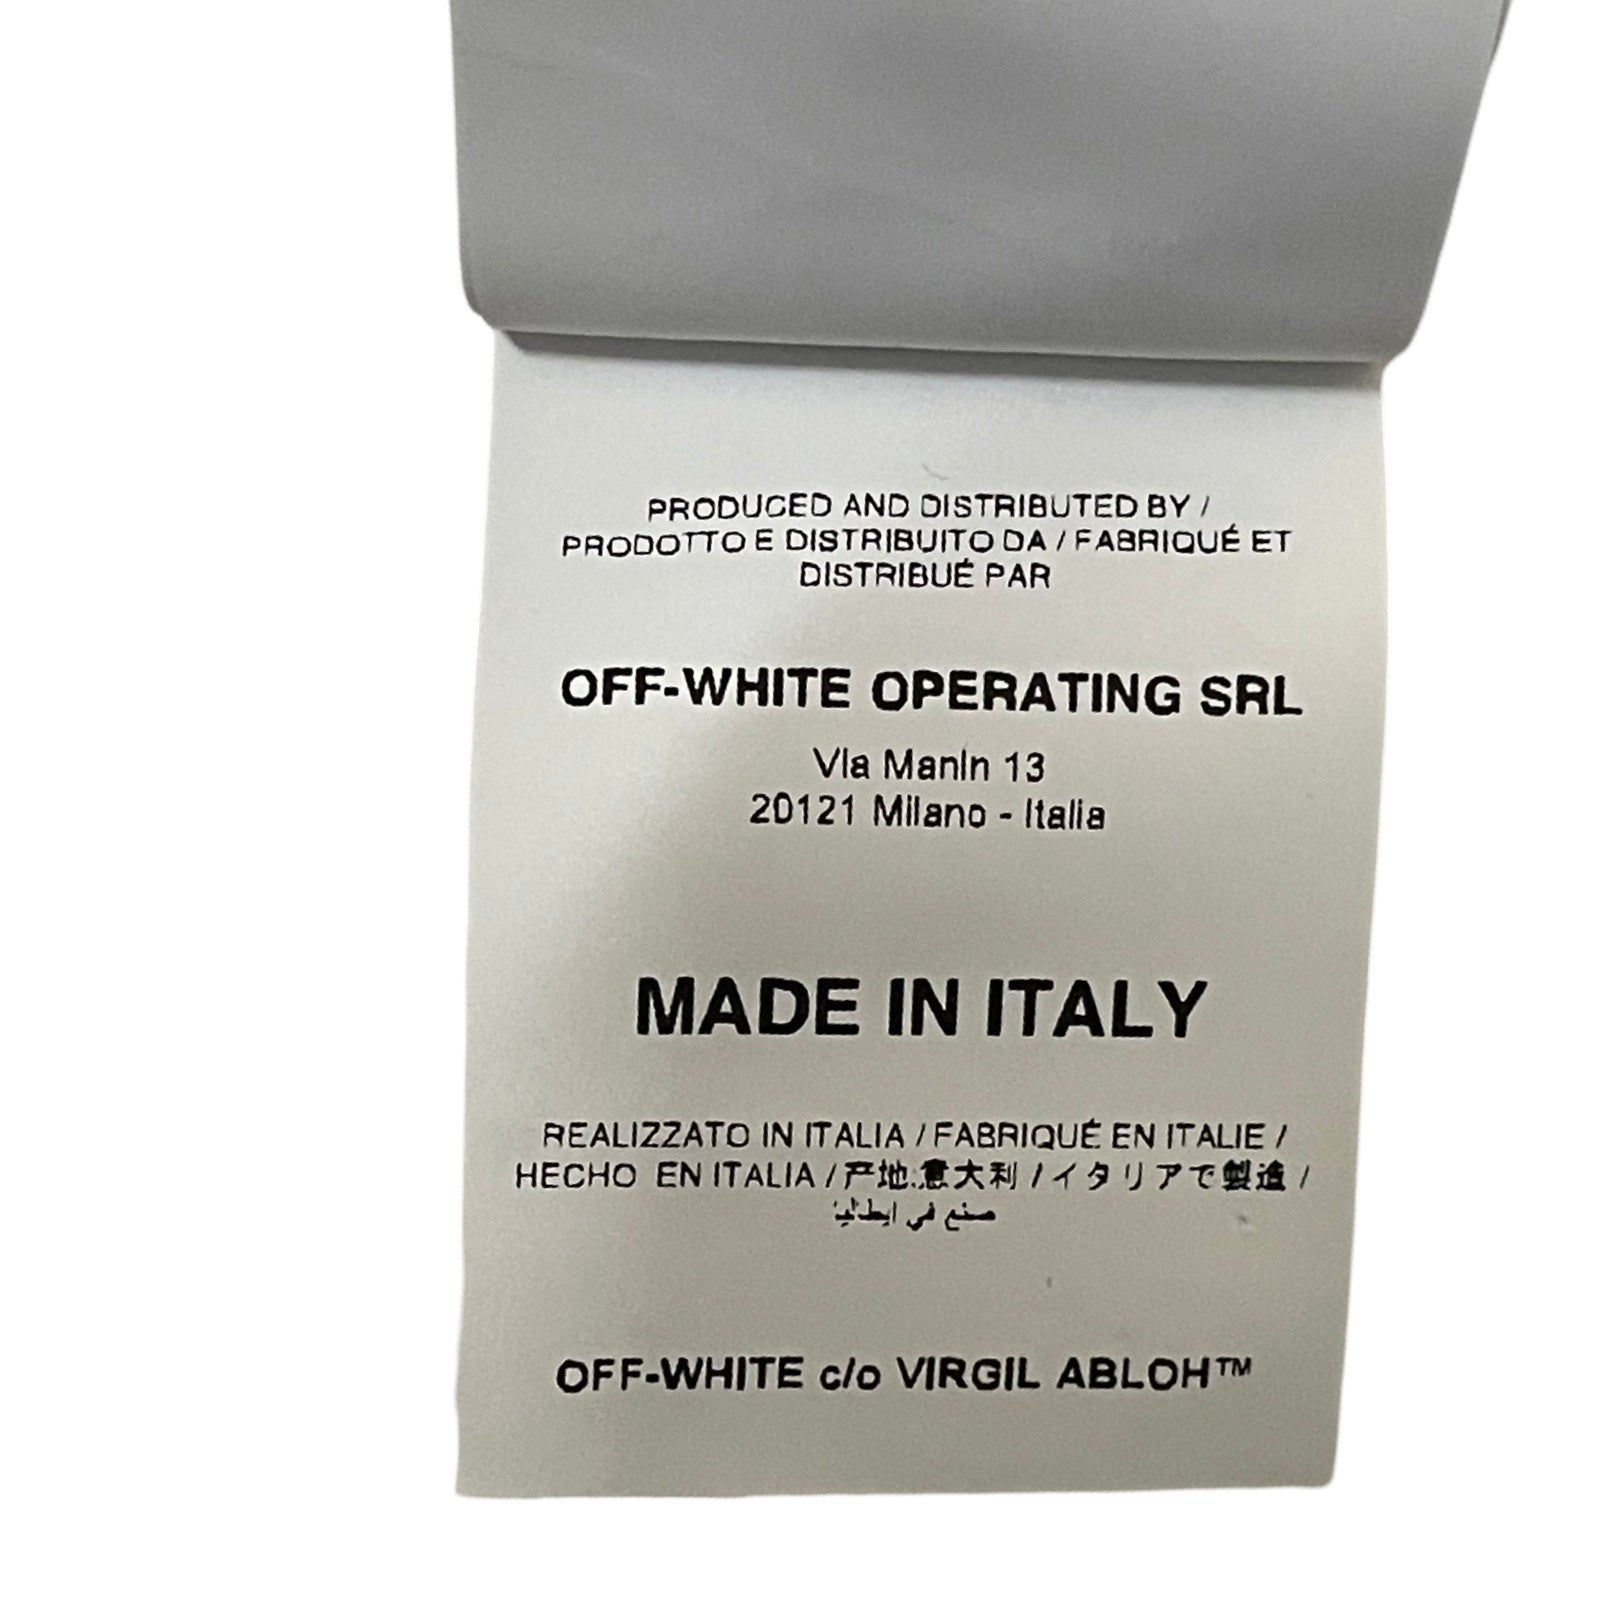 PRODUCED AND DISTRIBUTED BY /
PRODOTTO E DISTRIBUITO DA / FABRIQUÉ ET
DISTRIBUÉ PAR
OFF-WHITE OPERATING SRL
Via Manin 13
20121 Milano - Italia
MADE IN ITALY
REALIZZATO IN ITALIA / FABRIQUÉ EN ITALIE /
HECHO EN ITALIA / 产地:意大利 / イタリアで製造 /
صنع في ايطاليا
OFF-WHITE c/o VIRGIL ABLOH™